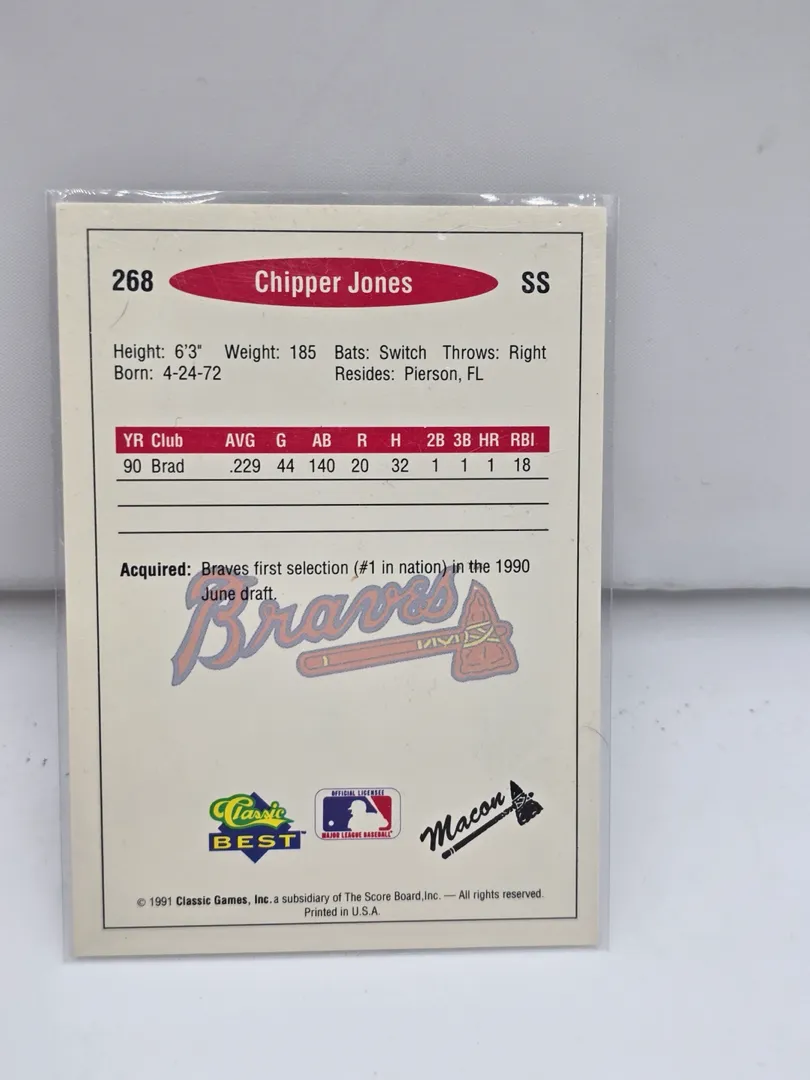 268 Chipper Jones SS
Height: 6'3" Weight: 185 Bats: Switch Throws: Right
Born: 4-24-72 Resides: Pierson, FL
YR Club AVG G AB R H 2B 3B HR RBI
90 Brad .229 44 140 20 32 1 1 1 18
Acquired: Braves first selection (#1 in nation) in the 1990
June draft.
Braves
Classic
BEST™
OFFICIAL LICENSEE
MAJOR LEAGUE BASEBALL
Macon
© 1991 Classic Games, Inc. a subsidiary of The Score Board, Inc. — All rights reserved.
Printed in U.S.A.